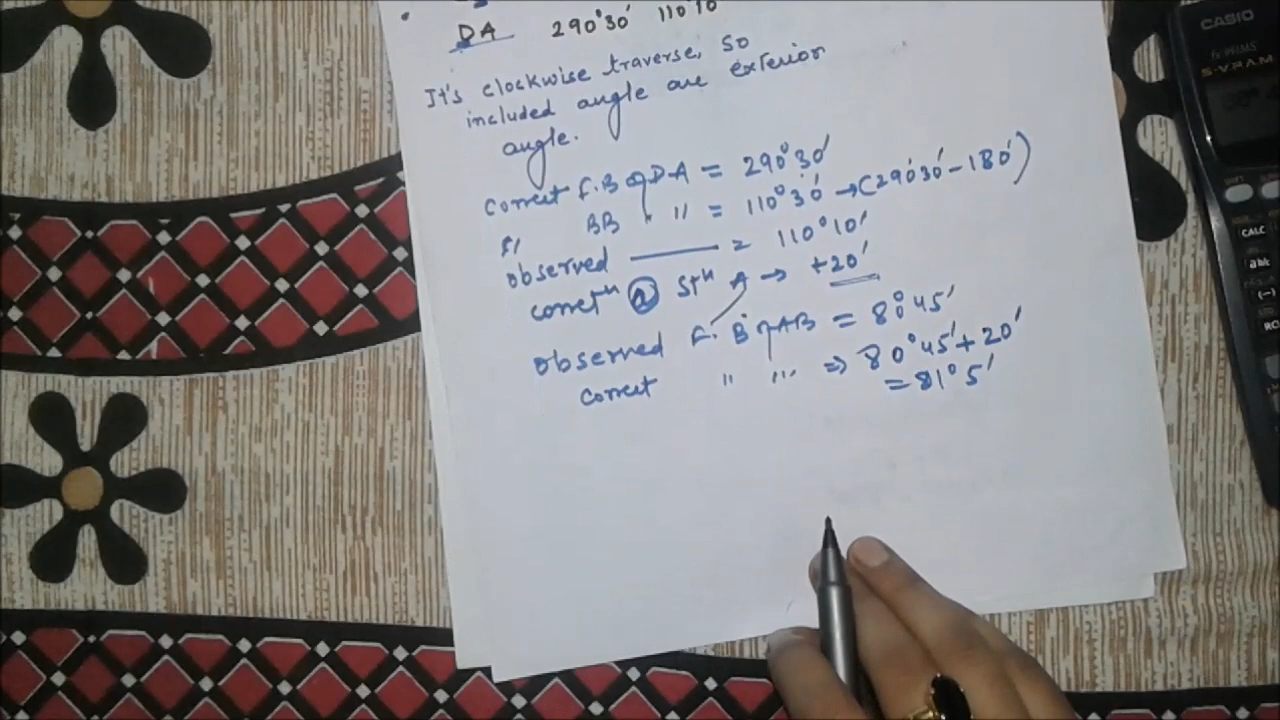 DA 290°30' 110°10'
It's clockwise traverse, so
included angle are exterior
angle.
correct F.B of DA = 290°30'
BB " " = 110°30' → (290°30' - 180°)
observed ——— = 110°10'
corrctn @ Stn A → +20'
observed F.B of AB = 80°45'
correct " " ⇒ 80°45' + 20'
= 81°5'
CASIO
S-V.P.A.M.
CALC
(−)